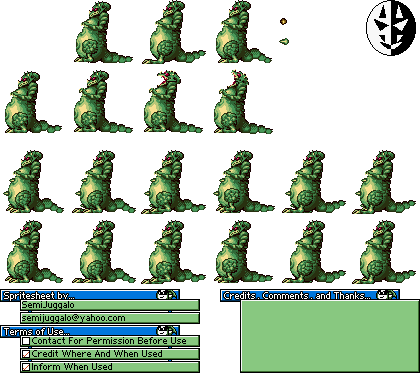 Spritesheet by...
SemiJuggalo
semijuggalo@yahoo.com
Terms of Use...
Contact For Permission Before Use
Credit Where And When Used
Inform When Used
Credits, Comments, and Thanks...